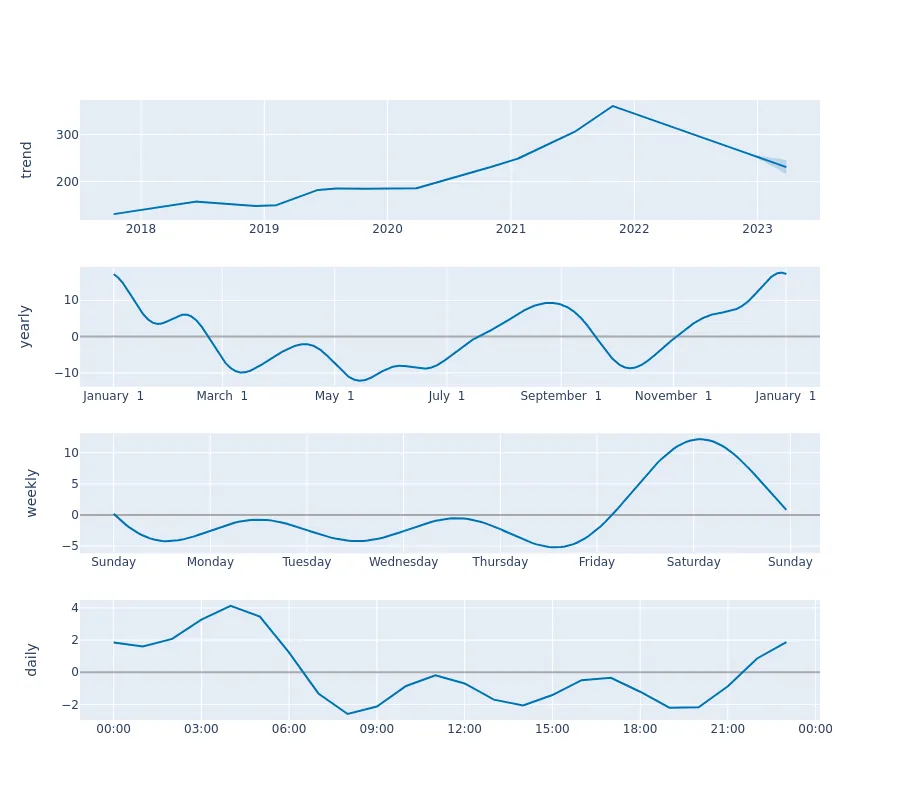 trend
300
200
2018 2019 2020 2021 2022 2023
yearly
10
0
−10
January 1 March 1 May 1 July 1 September 1 November 1 January 1
weekly
10
5
0
−5
Sunday Monday Tuesday Wednesday Thursday Friday Saturday Sunday
daily
4
2
0
−2
00:00 03:00 06:00 09:00 12:00 15:00 18:00 21:00 00:00